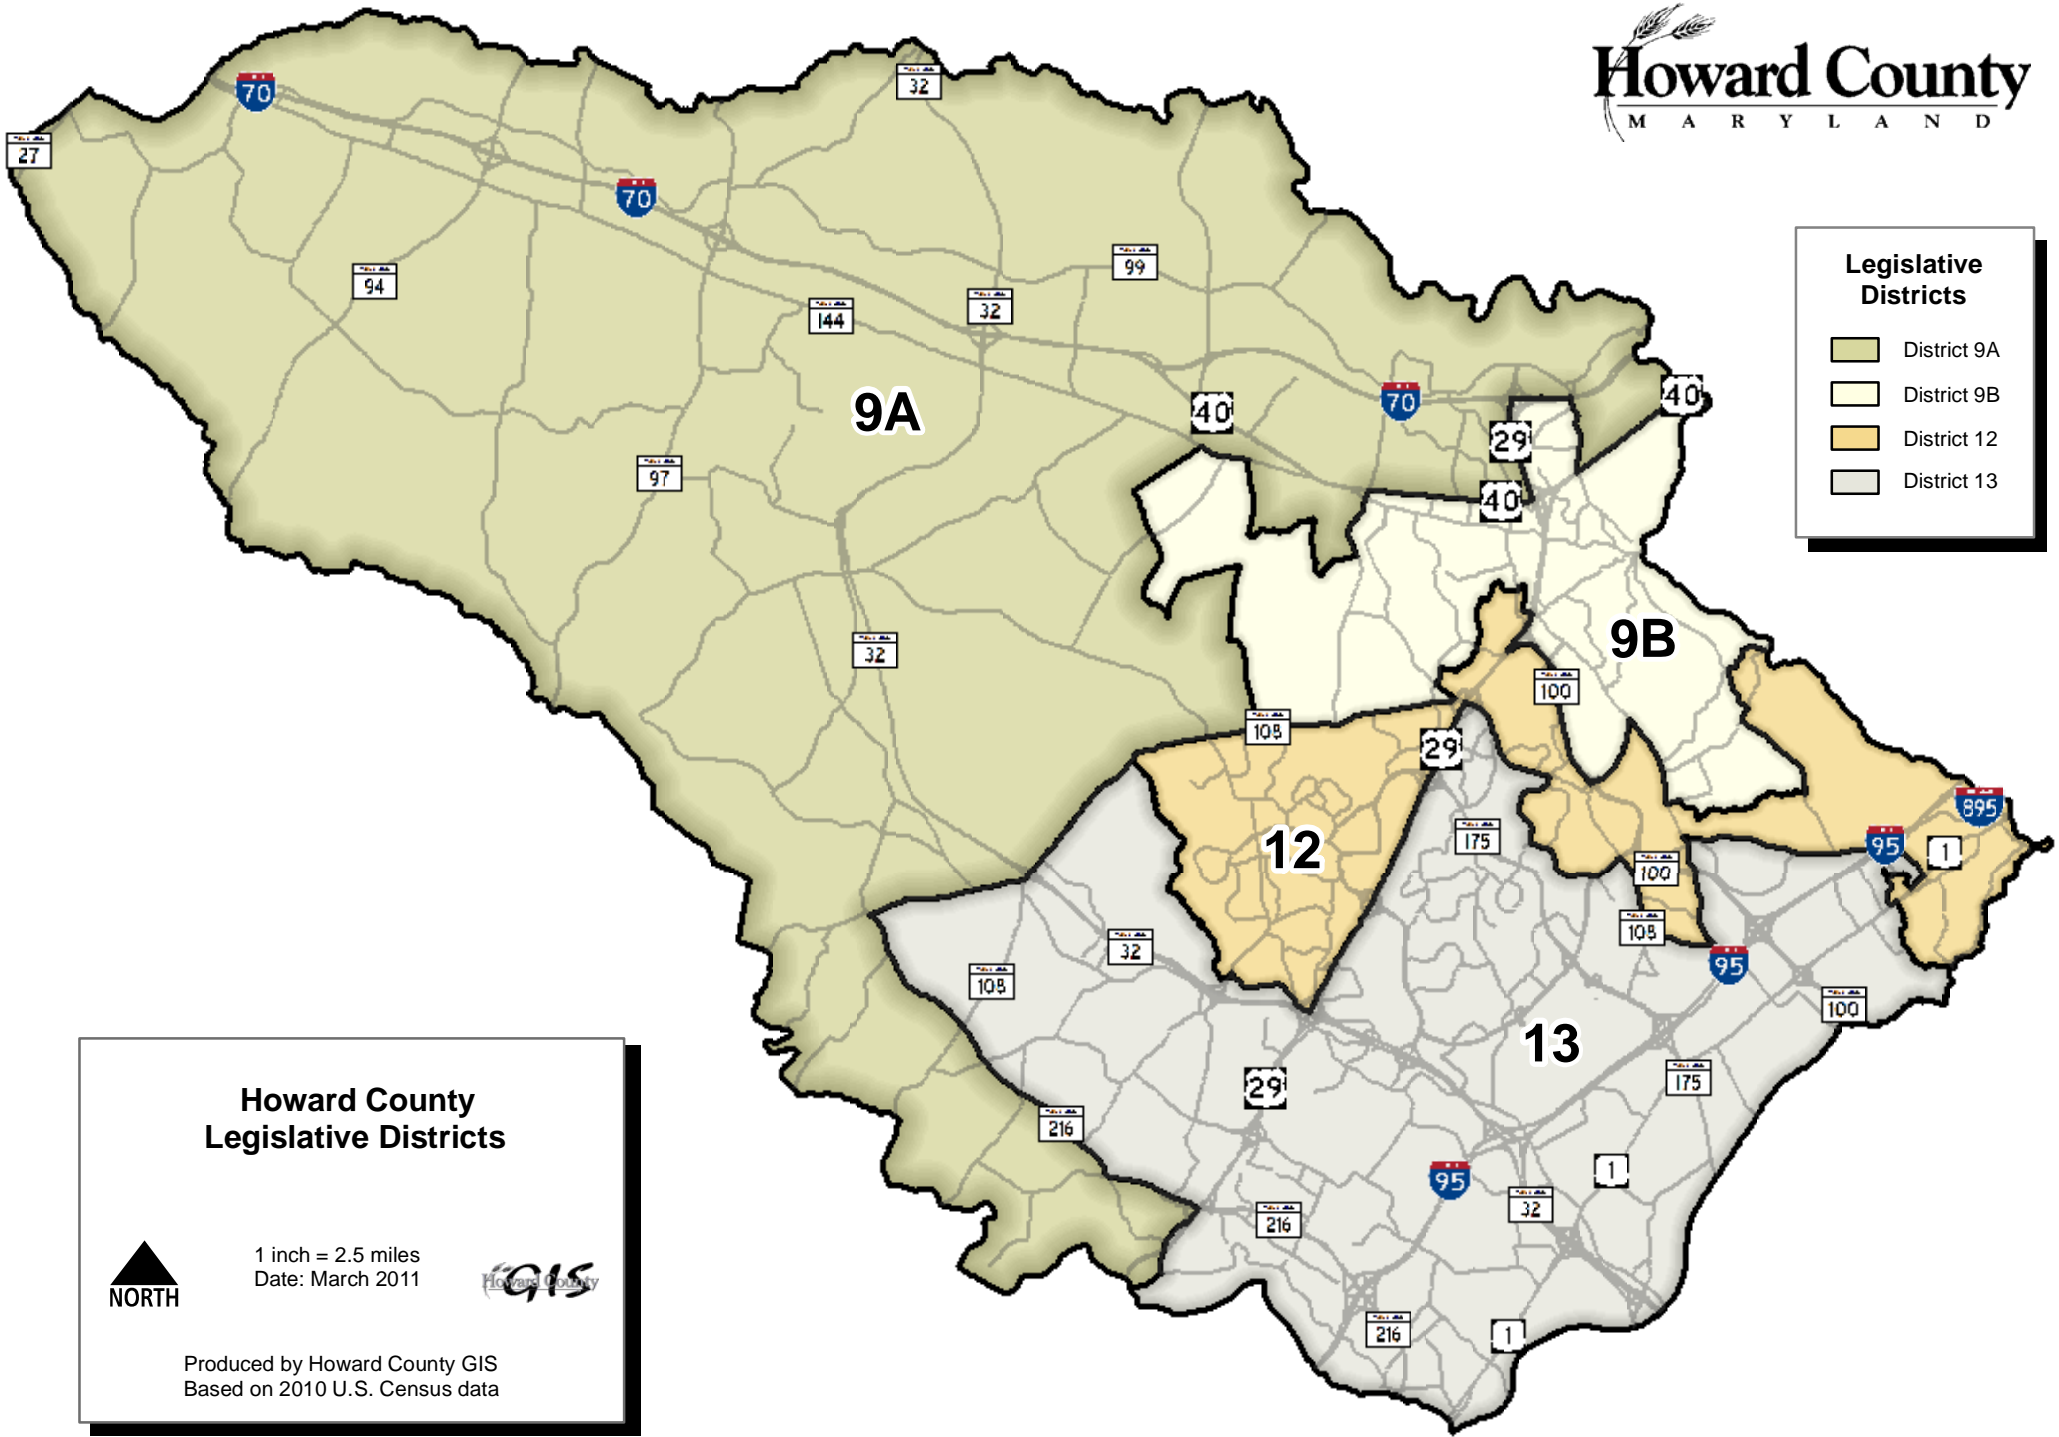 Howard County
MARYLAND
32
70
27
70
99
94
32
144
Legislative
Districts
District 9A
District 9B
District 12
District 13
40
70
40
9A
29
97
40
9B
32
100
108
29
895
175
12
95
1
100
108
32
95
108
100
13
175
29
216
1
95
32
216
216
1
Howard County
Legislative Districts
NORTH
1 inch = 2.5 miles
Date: March 2011
Howard County
GIS
Produced by Howard County GIS
Based on 2010 U.S. Census data